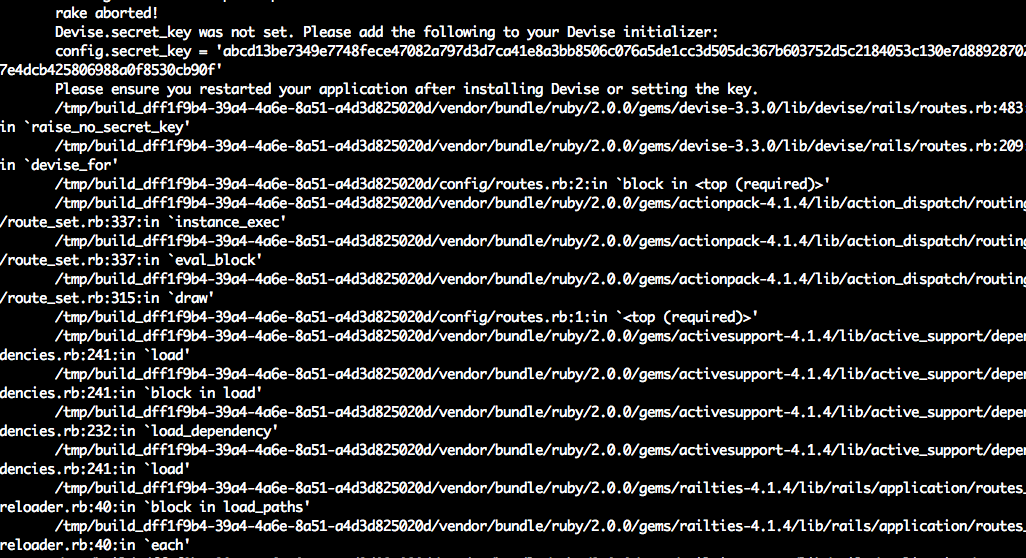 rake aborted!
Devise.secret_key was not set. Please add the following to your Devise initializer:
config.secret_key = 'abcd13be7349e7748fece47082a797d3d7ca41e8a3bb8506c076a5de1cc3d505dc367b603752d5c2184053c130e7d88928702
7e4dcb425806988a0f8530cb90f'
Please ensure you restarted your application after installing Devise or setting the key.
/tmp/build_dff1f9b4-39a4-4a6e-8a51-a4d3d825020d/vendor/bundle/ruby/2.0.0/gems/devise-3.3.0/lib/devise/rails/routes.rb:483
in `raise_no_secret_key'
/tmp/build_dff1f9b4-39a4-4a6e-8a51-a4d3d825020d/vendor/bundle/ruby/2.0.0/gems/devise-3.3.0/lib/devise/rails/routes.rb:209
in `devise_for'
/tmp/build_dff1f9b4-39a4-4a6e-8a51-a4d3d825020d/config/routes.rb:2:in `block in <top (required)>'
/tmp/build_dff1f9b4-39a4-4a6e-8a51-a4d3d825020d/vendor/bundle/ruby/2.0.0/gems/actionpack-4.1.4/lib/action_dispatch/routing
/route_set.rb:337:in `instance_exec'
/tmp/build_dff1f9b4-39a4-4a6e-8a51-a4d3d825020d/vendor/bundle/ruby/2.0.0/gems/actionpack-4.1.4/lib/action_dispatch/routing
/route_set.rb:337:in `eval_block'
/tmp/build_dff1f9b4-39a4-4a6e-8a51-a4d3d825020d/vendor/bundle/ruby/2.0.0/gems/actionpack-4.1.4/lib/action_dispatch/routing
/route_set.rb:315:in `draw'
/tmp/build_dff1f9b4-39a4-4a6e-8a51-a4d3d825020d/config/routes.rb:1:in `<top (required)>'
/tmp/build_dff1f9b4-39a4-4a6e-8a51-a4d3d825020d/vendor/bundle/ruby/2.0.0/gems/activesupport-4.1.4/lib/active_support/depen
dencies.rb:241:in `load'
/tmp/build_dff1f9b4-39a4-4a6e-8a51-a4d3d825020d/vendor/bundle/ruby/2.0.0/gems/activesupport-4.1.4/lib/active_support/depen
dencies.rb:241:in `block in load'
/tmp/build_dff1f9b4-39a4-4a6e-8a51-a4d3d825020d/vendor/bundle/ruby/2.0.0/gems/activesupport-4.1.4/lib/active_support/depen
dencies.rb:232:in `load_dependency'
/tmp/build_dff1f9b4-39a4-4a6e-8a51-a4d3d825020d/vendor/bundle/ruby/2.0.0/gems/activesupport-4.1.4/lib/active_support/depen
dencies.rb:241:in `load'
/tmp/build_dff1f9b4-39a4-4a6e-8a51-a4d3d825020d/vendor/bundle/ruby/2.0.0/gems/railties-4.1.4/lib/rails/application/routes_
reloader.rb:40:in `block in load_paths'
/tmp/build_dff1f9b4-39a4-4a6e-8a51-a4d3d825020d/vendor/bundle/ruby/2.0.0/gems/railties-4.1.4/lib/rails/application/routes_
reloader.rb:40:in `each'